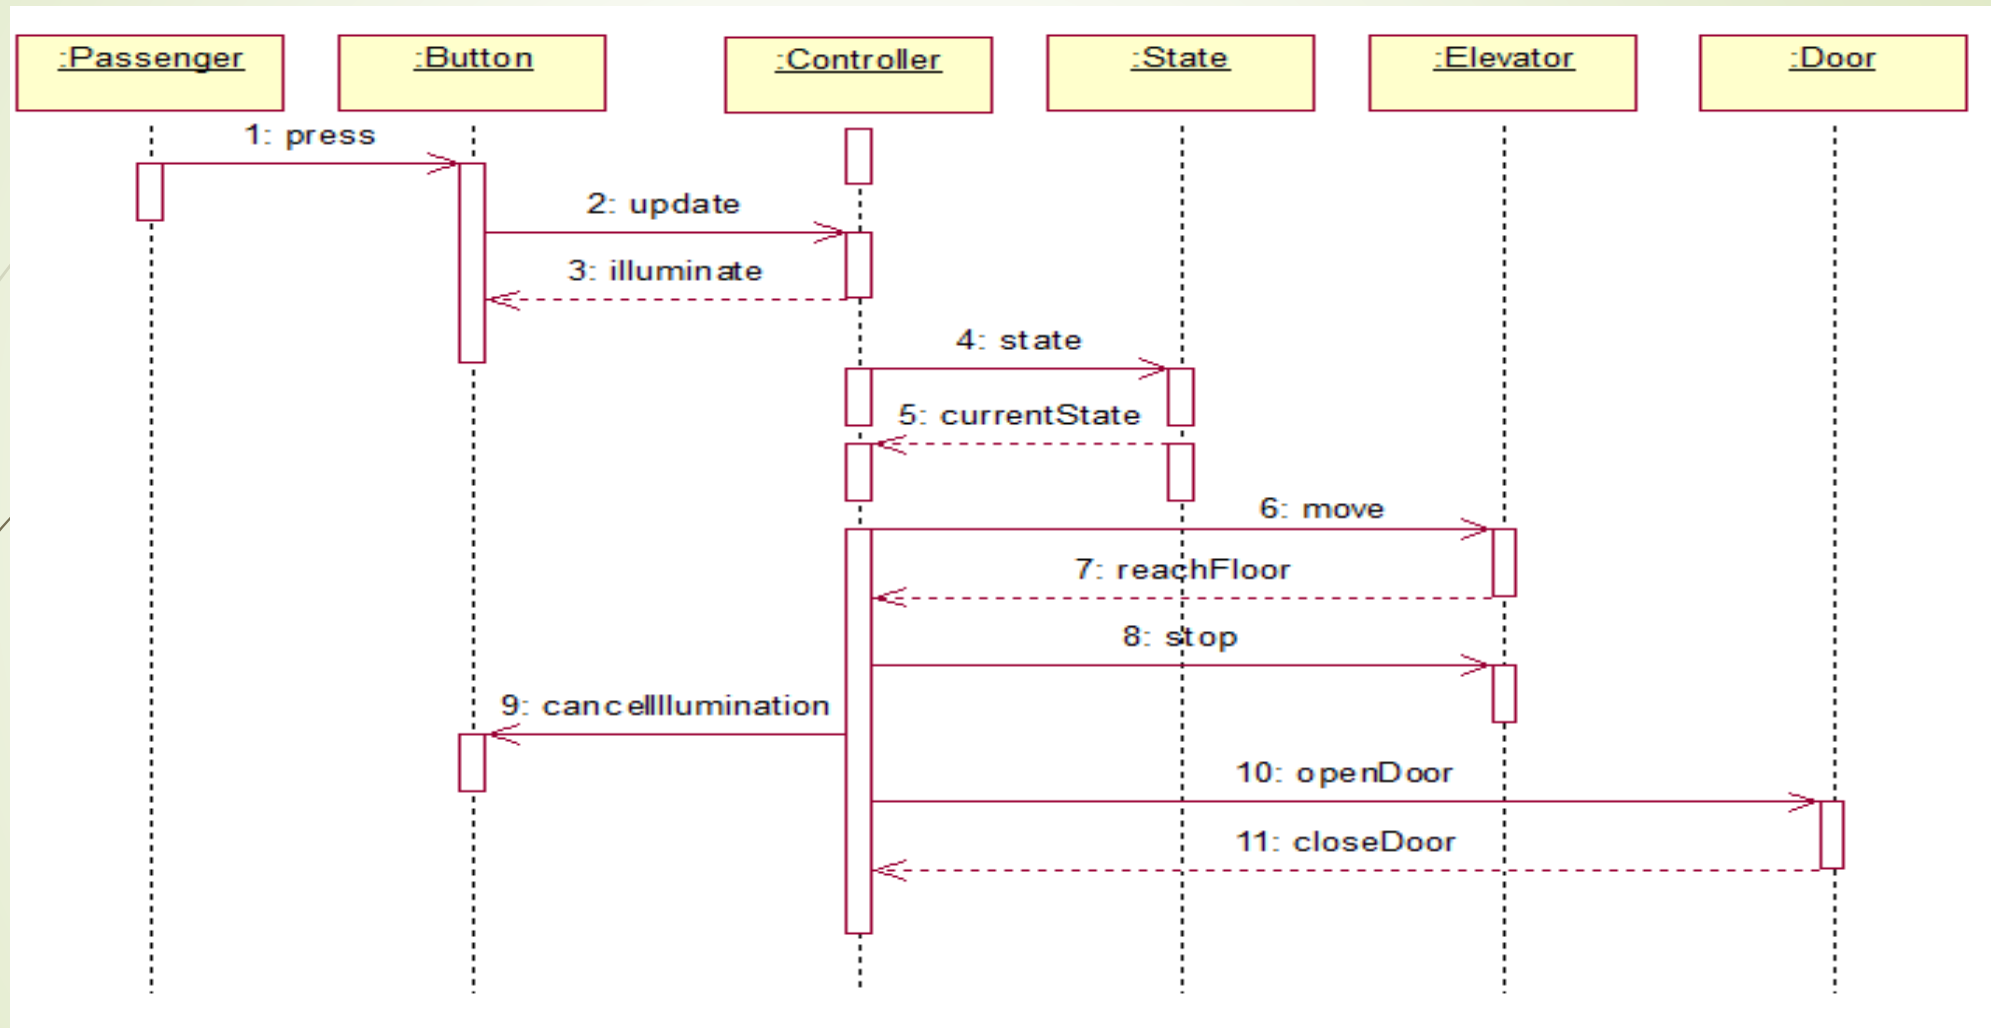 :Passenger
:Button
:Controller
:State
:Elevator
:Door
1: press
2: update
3: illuminate
4: state
5: currentState
6: move
7: reachFloor
8: stop
9: cancelIllumination
10: openDoor
11: closeDoor